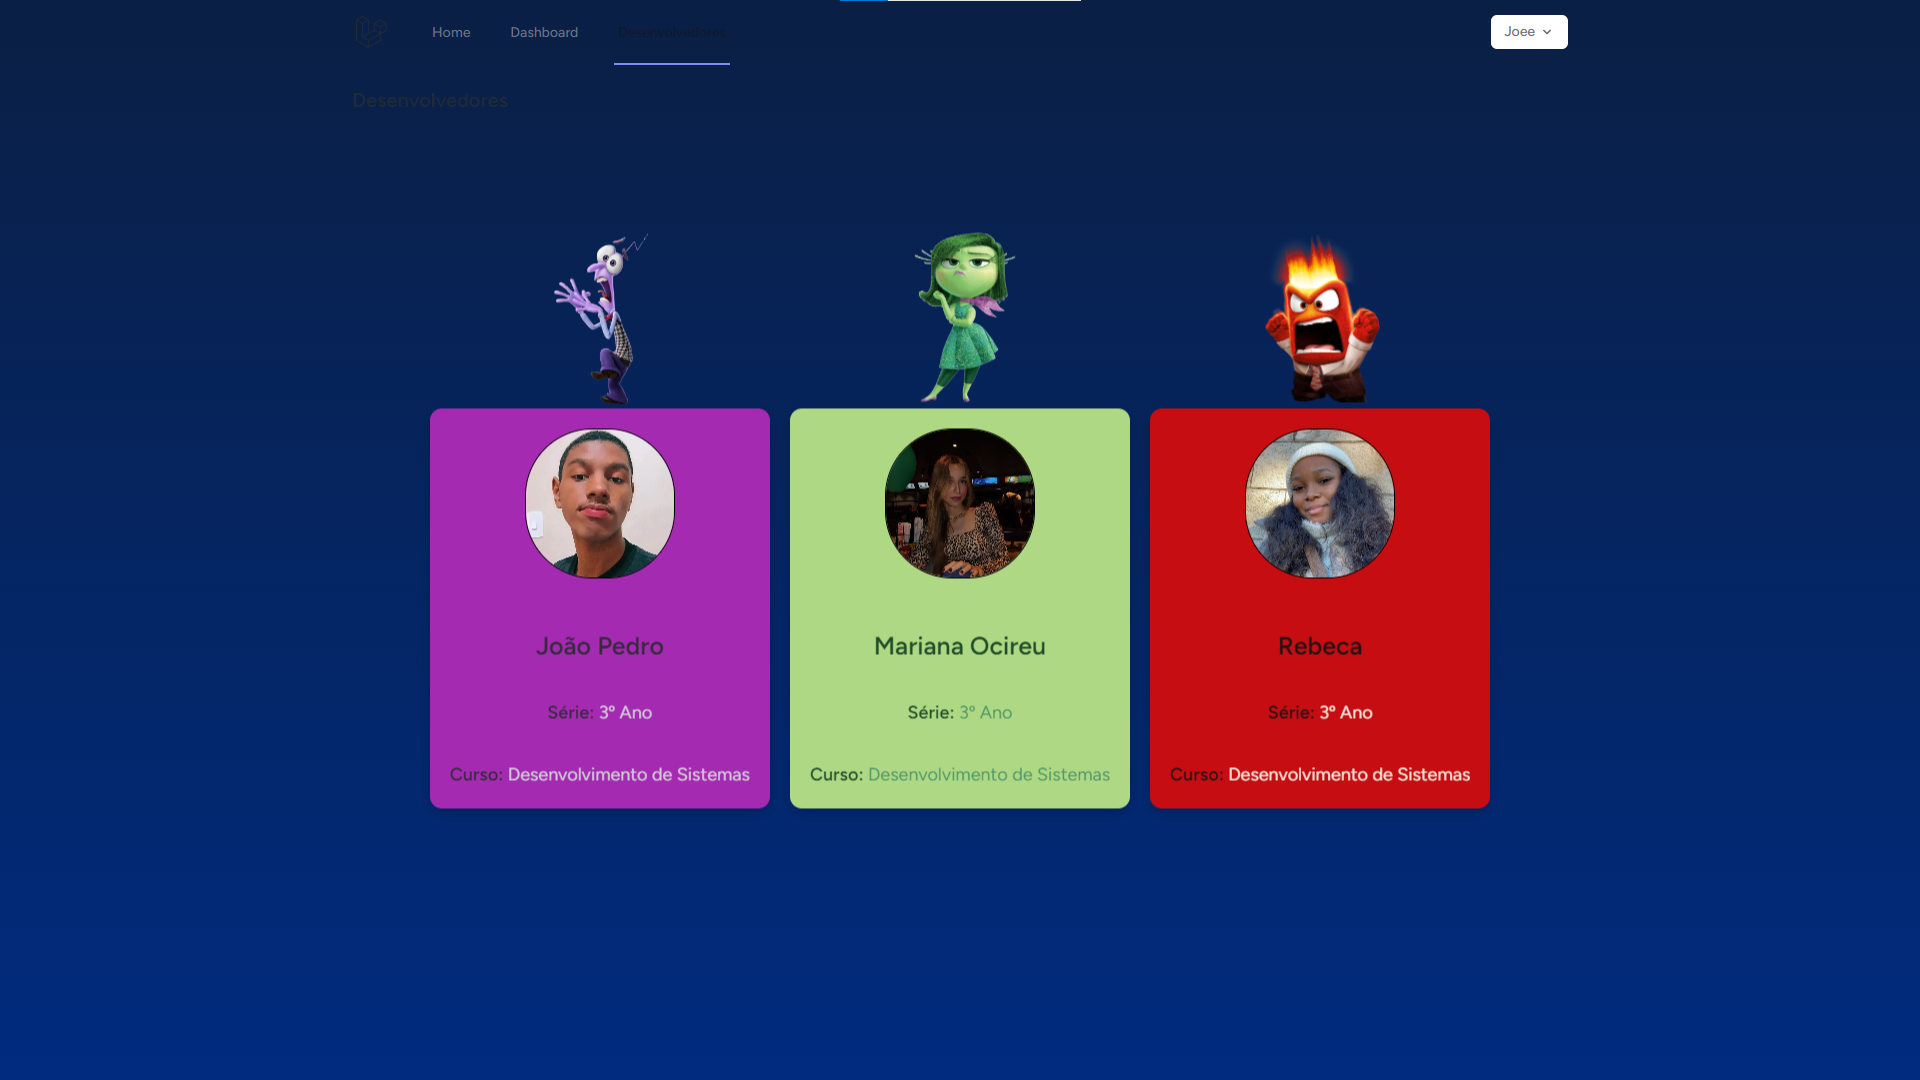 Home
Dashboard
Desenvolvedores
Joee
Desenvolvedores
João Pedro
Série: 3º Ano
Curso: Desenvolvimento de Sistemas
Mariana Ocireu
Série: 3º Ano
Curso: Desenvolvimento de Sistemas
Rebeca
Série: 3º Ano
Curso: Desenvolvimento de Sistemas